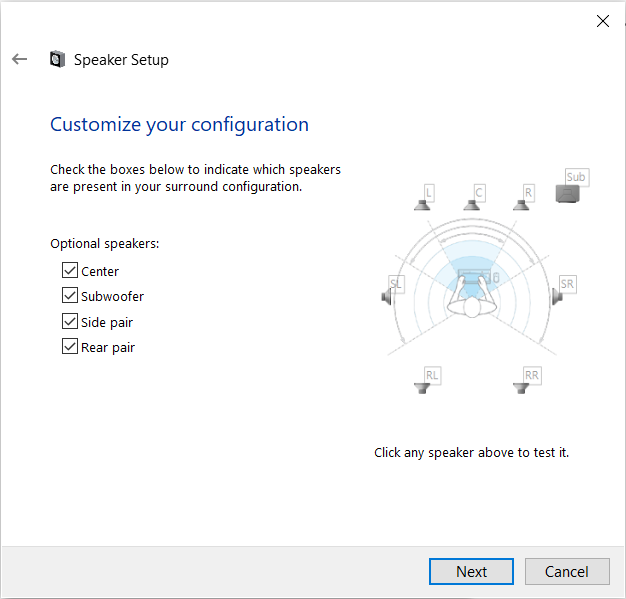 Speaker Setup
Customize your configuration
Check the boxes below to indicate which speakers
are present in your surround configuration.
Optional speakers:
Center
Subwoofer
Side pair
Rear pair
L
C
R
Sub
SL
SR
RL
RR
Click any speaker above to test it.
Next
Cancel